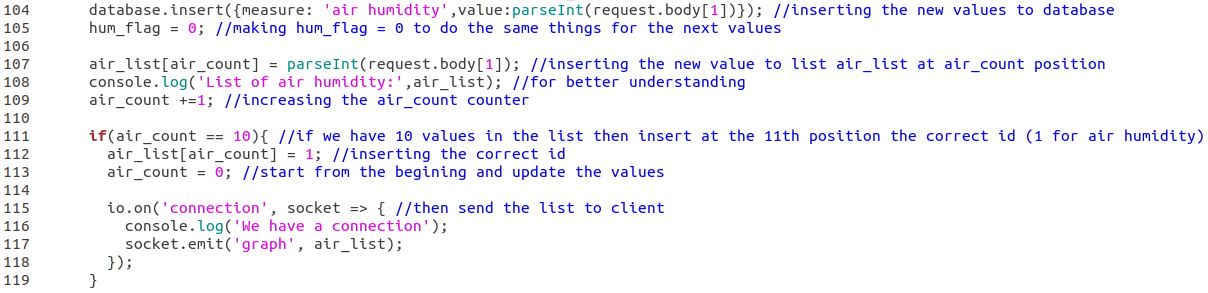 104 database.insert({measure: 'air humidity',value:parseInt(request.body[1])}); //inserting the new values to database
105 hum_flag = 0; //making hum_flag = 0 to do the same things for the next values
106
107 air_list[air_count] = parseInt(request.body[1]); //inserting the new value to list air_list at air_count position
108 console.log('List of air humidity:',air_list); //for better understanding
109 air_count +=1; //increasing the air_count counter
110
111 if(air_count == 10){ //if we have 10 values in the list then insert at the 11th position the correct id (1 for air humidity)
112 air_list[air_count] = 1; //inserting the correct id
113 air_count = 0; //start from the begining and update the values
114
115 io.on('connection', socket => { //then send the list to client
116 console.log('We have a connection');
117 socket.emit('graph', air_list);
118 });
119 }